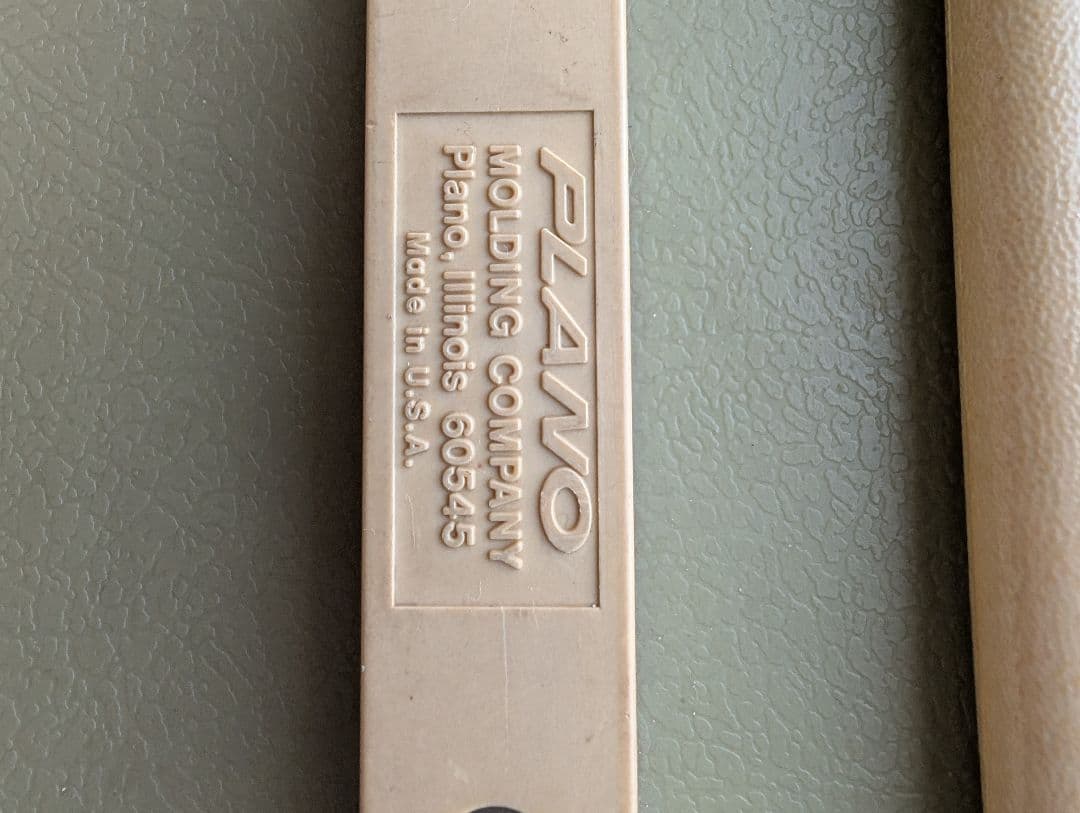 PLANO
MOLDING COMPANY
Plano, Illinois 60545
Made in U.S.A.